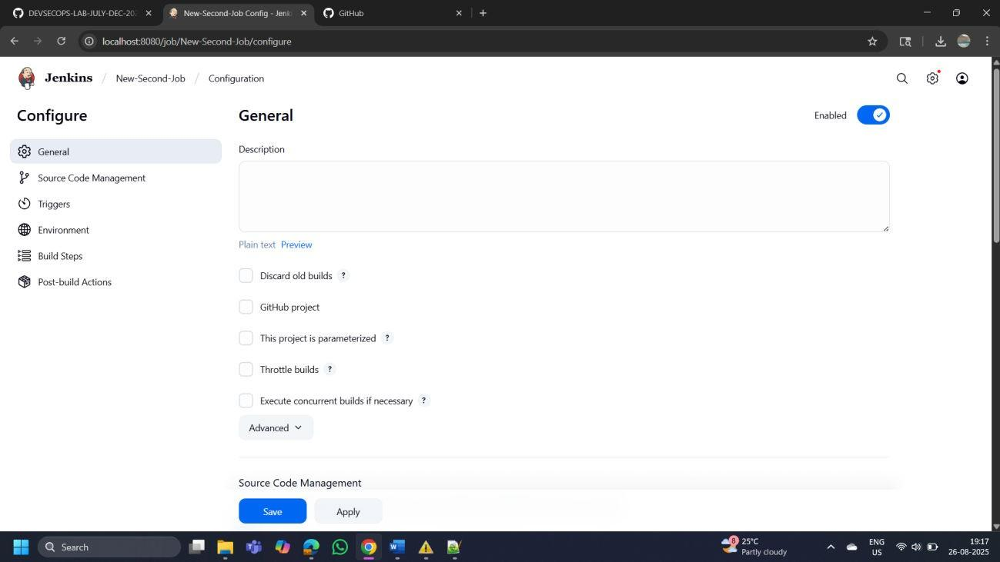 DEVSECOPS-LAB-JULY-DEC-202
New-Second-Job Config - Jenk
GitHub
localhost:8080/job/New-Second-Job/configure
Jenkins / New-Second-Job / Configuration
Configure
General
Source Code Management
Triggers
Environment
Build Steps
Post-build Actions
General
Enabled
Description
Plain text Preview
Discard old builds ?
GitHub project
This project is parameterized ?
Throttle builds ?
Execute concurrent builds if necessary ?
Advanced
Source Code Management
Save
Apply
Search
8
25°C
Partly cloudy
ENG
US
19:17
26-08-2025